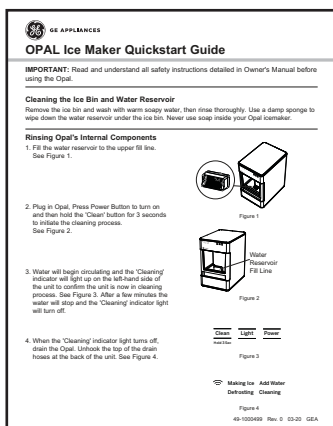 GE APPLIANCES
OPAL Ice Maker Quickstart Guide
IMPORTANT: Read and understand all safety instructions detailed in Owner's Manual before
using the Opal.
Cleaning the Ice Bin and Water Reservoir
Remove the ice bin and wash with warm soapy water, then rinse thoroughly. Use a damp sponge to
wipe down the water reservoir under the ice bin. Never use soap inside your Opal icemaker.
Rinsing Opal's Internal Components
1. Fill the water reservoir to the upper fill line.
See Figure 1.
Figure 1
2. Plug in Opal, Press Power Button to turn on
and then hold the 'Clean' button for 3 seconds
to initiate the cleaning process.
See Figure 2.
Water
Reservoir
Fill Line
Figure 2
3. Water will begin circulating and the 'Cleaning'
indicator will light up on the left-hand side of
the unit to confirm the unit is now in cleaning
process. See Figure 3. After a few minutes the
water will stop and the 'Cleaning' indicator light
will turn off.
Clean Light Power
Hold 3 Sec
Figure 3
4. When the 'Cleaning' indicator light turns off,
drain the Opal. Unhook the top of the drain
hoses at the back of the unit. See Figure 4.
Making Ice Add Water
Defrosting Cleaning
Figure 4
49-1000499 Rev. 0 03-20 GEA